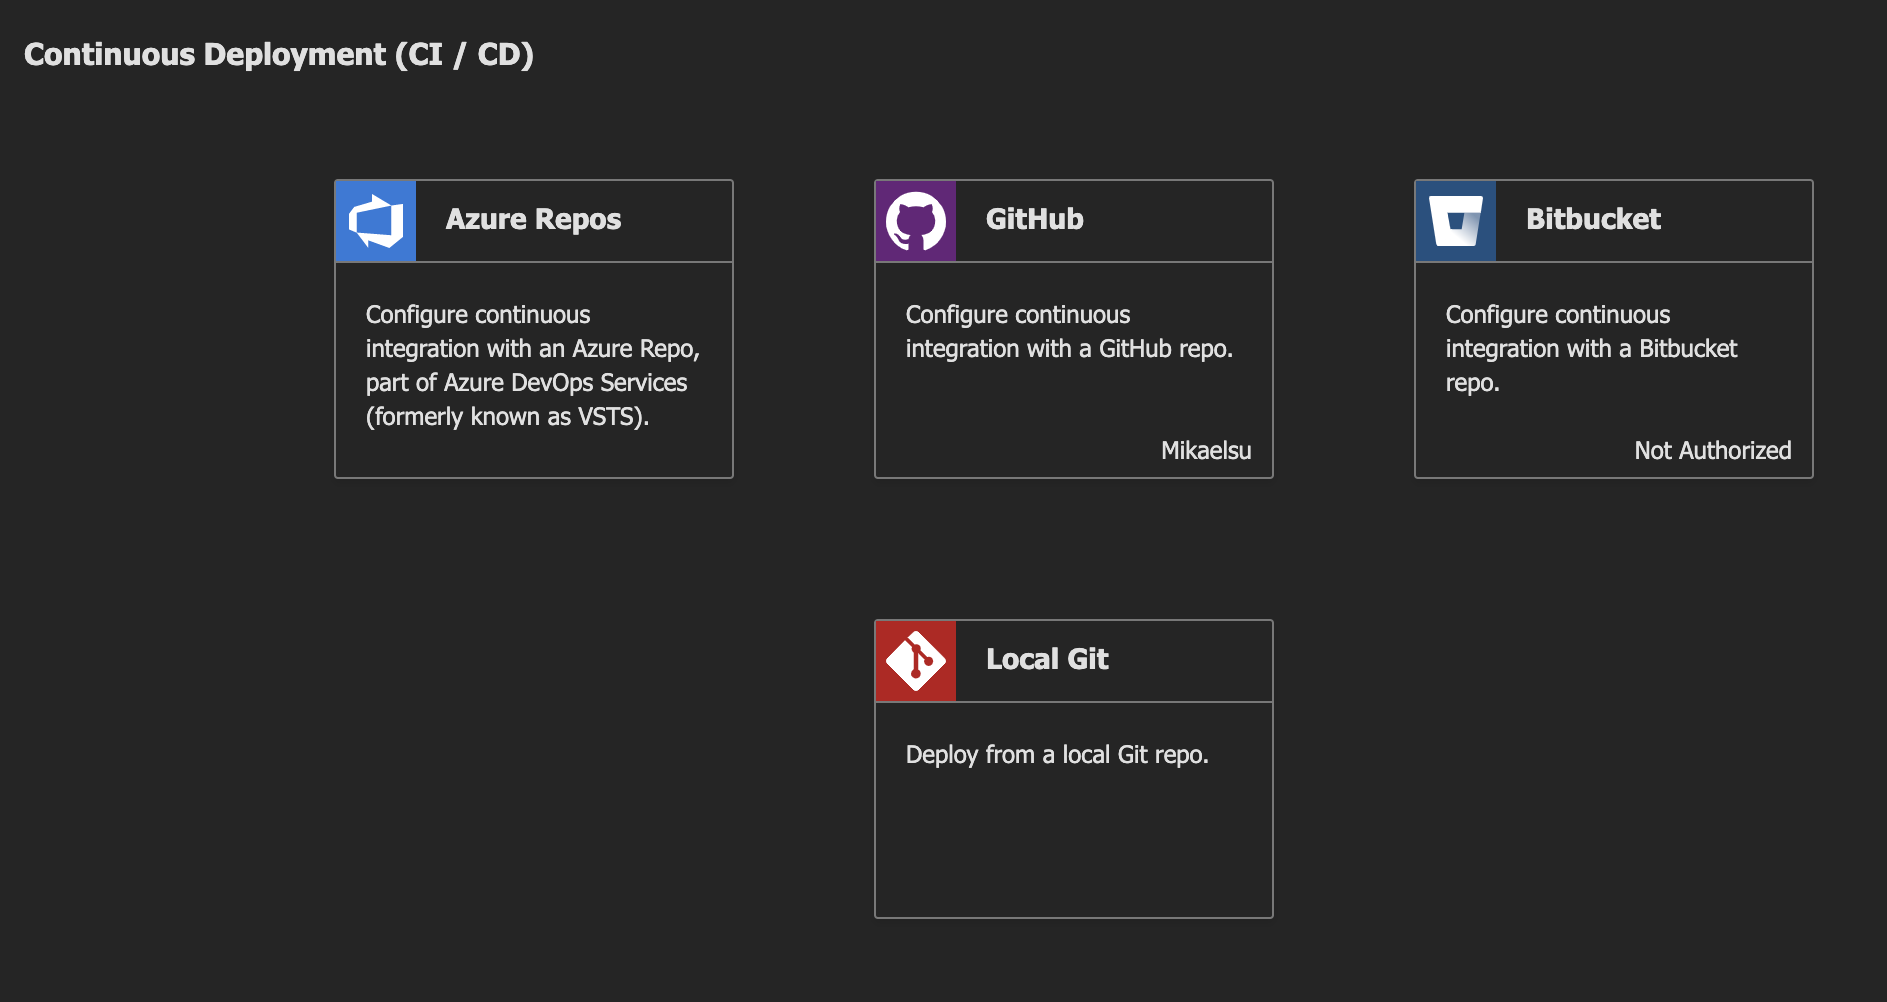 Continuous Deployment (CI / CD)
Azure Repos
Configure continuous
integration with an Azure Repo,
part of Azure DevOps Services
(formerly known as VSTS).
GitHub
Configure continuous
integration with a GitHub repo.
Mikaelsu
Bitbucket
Configure continuous
integration with a Bitbucket
repo.
Not Authorized
Local Git
Deploy from a local Git repo.